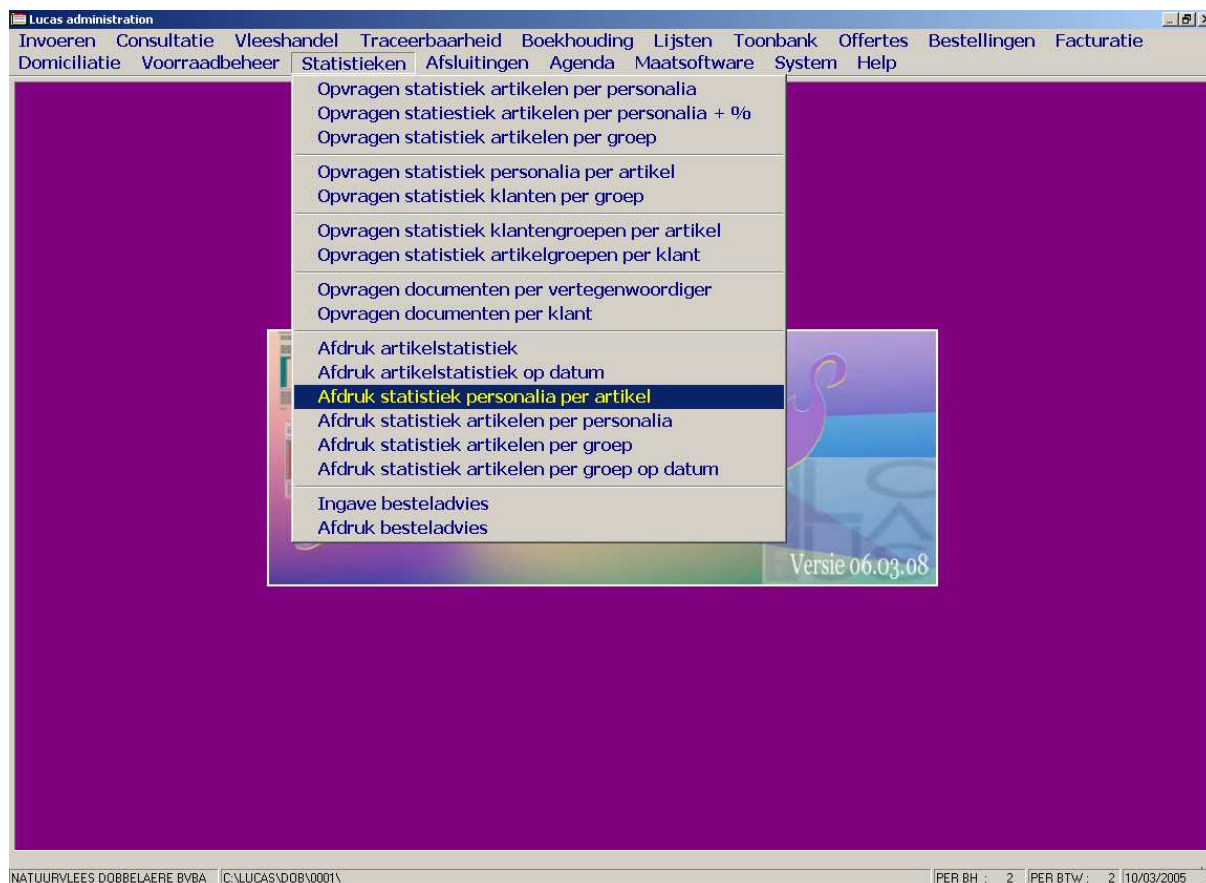 Lucas administration
Invoeren Consultatie Vleeshandel Traceerbaarheid Boekhouding Lijsten Toonbank Offertes Bestellingen Facturatie
Domiciliatie Voorraadbeheer Statistieken Afsluitingen Agenda Maatsoftware System Help
Opvragen statistiek artikelen per personalia
Opvragen statiestiek artikelen per personalia + %
Opvragen statistiek artikelen per groep
Opvragen statistiek personalia per artikel
Opvragen statistiek klanten per groep
Opvragen statistiek klantengroepen per artikel
Opvragen statistiek artikelgroepen per klant
Opvragen documenten per vertegenwoordiger
Opvragen documenten per klant
Afdruk artikelstatistiek
Afdruk artikelstatistiek op datum
Afdruk statistiek personalia per artikel
Afdruk statistiek artikelen per personalia
Afdruk statistiek artikelen per groep
Afdruk statistiek artikelen per groep op datum
Ingave besteladvies
Afdruk besteladvies
Versie 06.03.08
NATUURVLEES DOBBELAERE BVBA C:\LUCAS\DOB\0001\ PER BH : 2 PER BTW : 2 10/03/2005